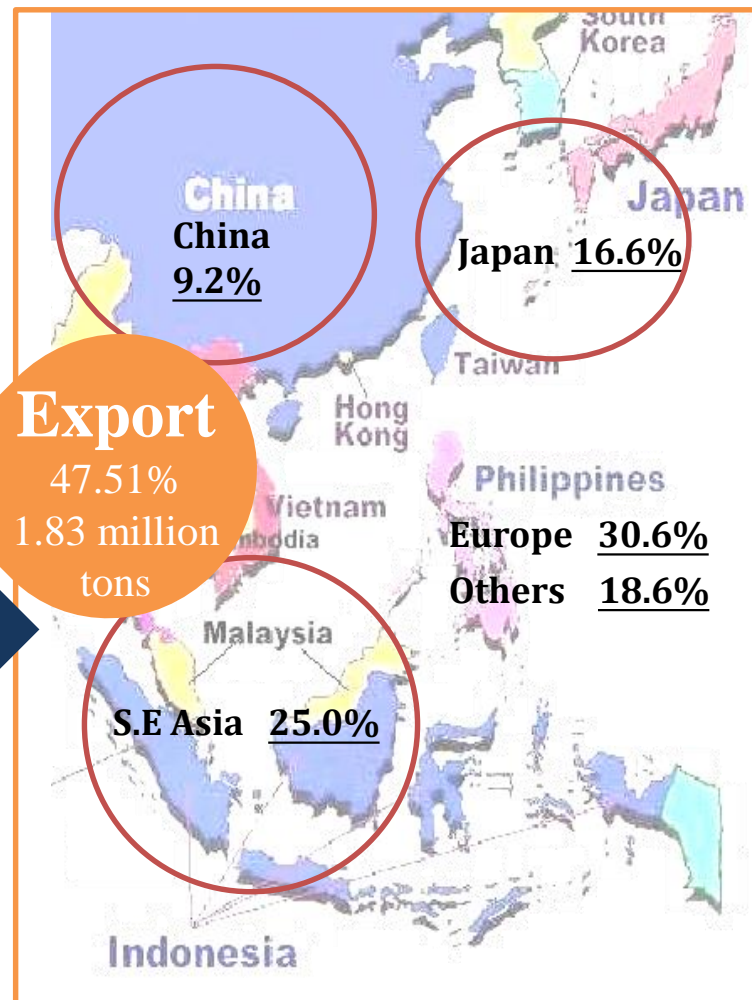 South
Korea
China
Japan
China
9.2%
Japan 16.6%
Taiwan
Hong
Kong
Export
47.51%
1.83 million
tons
Philippines
Vietnam
Europe 30.6%
Others 18.6%
Malaysia
S.E Asia 25.0%
Indonesia